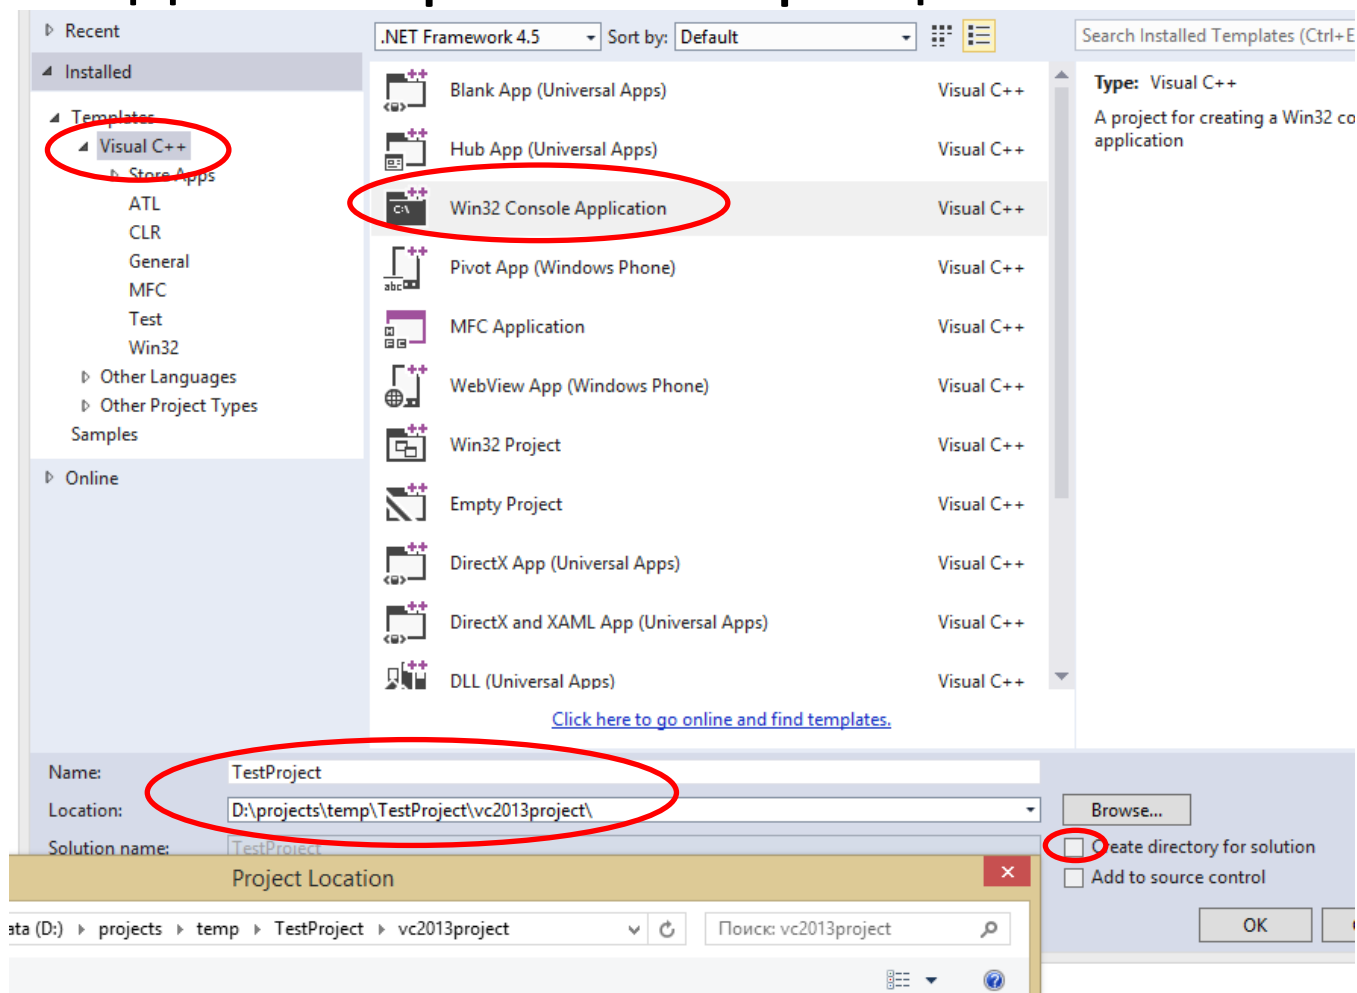 Recent
.NET Framework 4.5
Sort by:
Default
Search Installed Templates (Ctrl+E
Installed
Templates
Visual C++
Store Apps
ATL
CLR
General
MFC
Test
Win32
Other Languages
Other Project Types
Samples
Online
Blank App (Universal Apps) Visual C++
Hub App (Universal Apps) Visual C++
Win32 Console Application Visual C++
Pivot App (Windows Phone) Visual C++
MFC Application Visual C++
WebView App (Windows Phone) Visual C++
Win32 Project Visual C++
Empty Project Visual C++
DirectX App (Universal Apps) Visual C++
DirectX and XAML App (Universal Apps) Visual C++
DLL (Universal Apps) Visual C++
Click here to go online and find templates.
Type: Visual C++
A project for creating a Win32 co
application
Name: TestProject
Location: D:\projects\temp\TestProject\vc2013project\
Browse...
Solution name: TestProject
Create directory for solution
Add to source control
OK
Project Location
ata (D:) projects temp TestProject vc2013project
Поиск: vc2013project